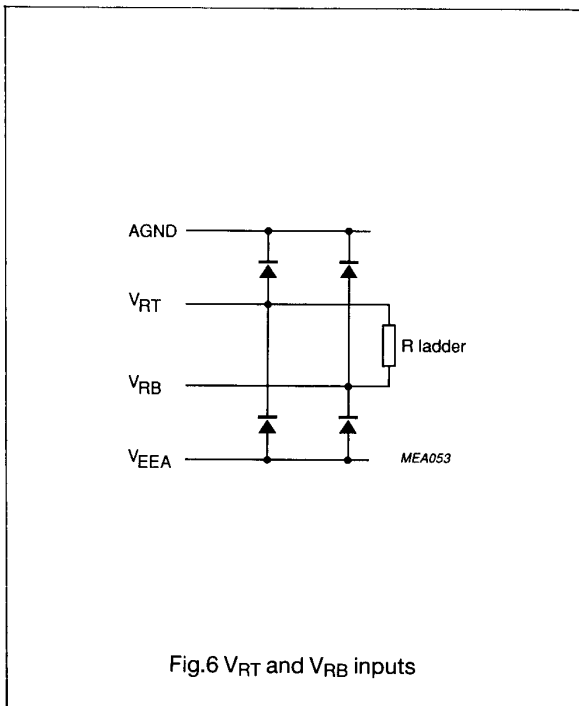 AGND
VRT
R ladder
VRB
VEEA
MEA053
Fig.6 VRT and VRB inputs